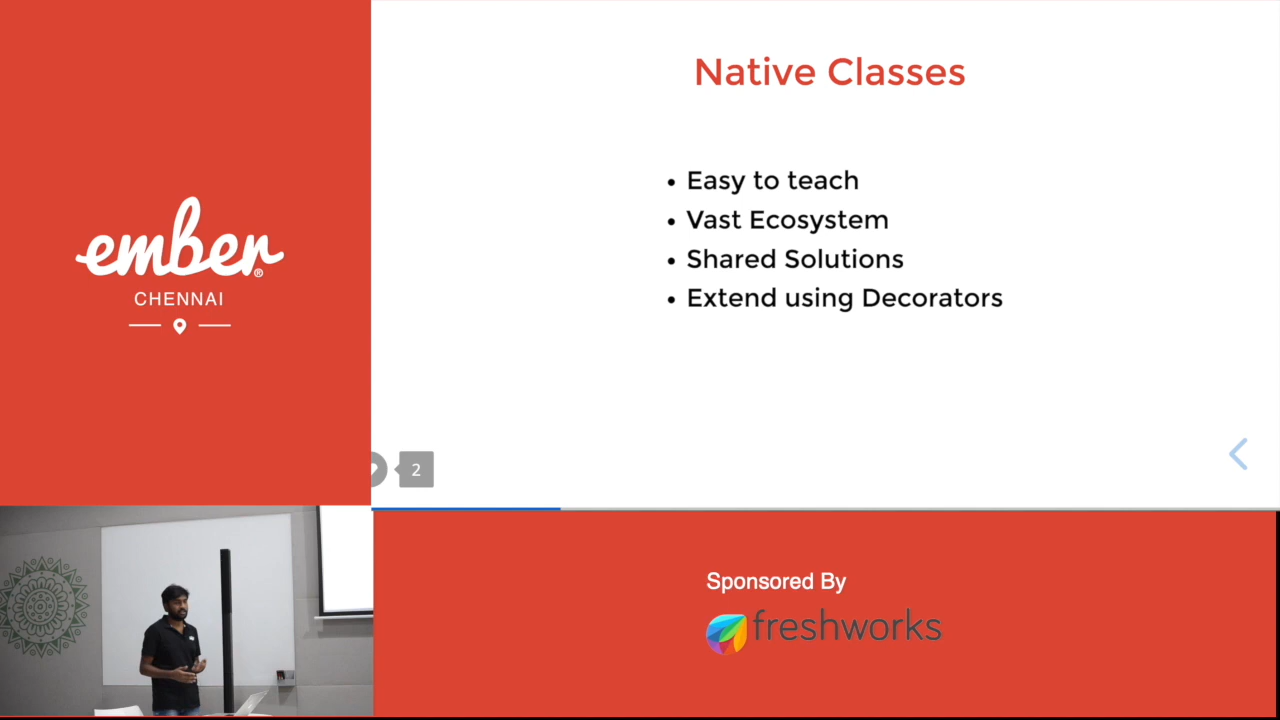 Native Classes
• Easy to teach
• Vast Ecosystem
• Shared Solutions
• Extend using Decorators
ember®
CHENNAI
2
Sponsored By
freshworks